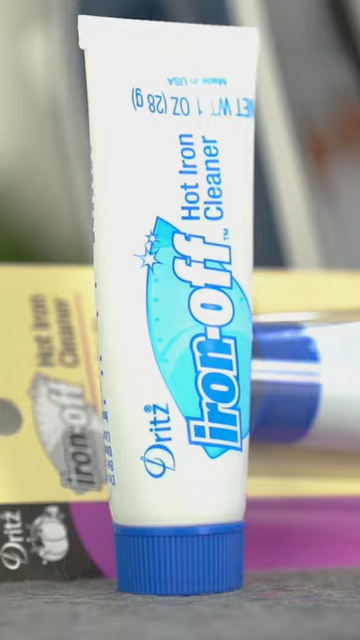 Dritz®
iron-off™
Hot Iron
Cleaner
NET WT 1 OZ (28 g)
Made in USA
Dritz
iron-off
Hot Iron
Cleaner